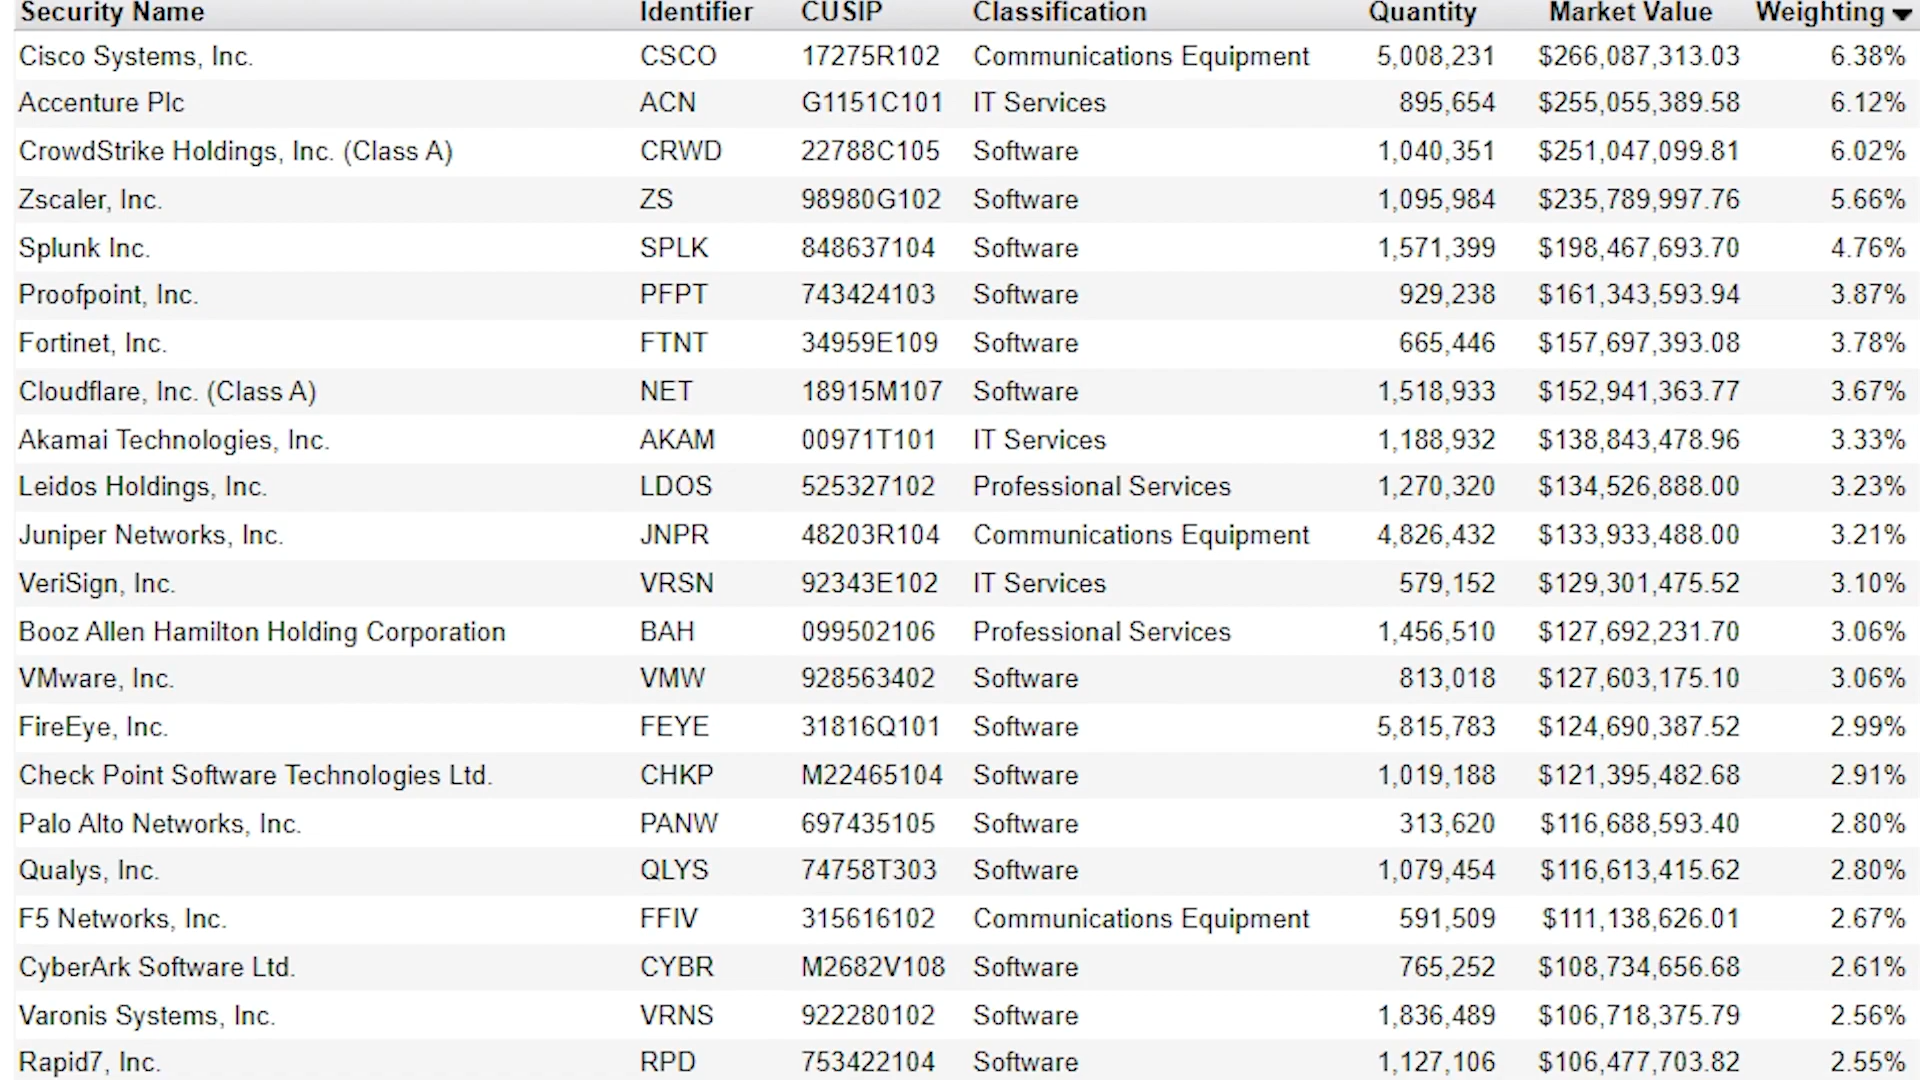 Security Name Identifier CUSIP Classification Quantity Market Value Weighting
Cisco Systems, Inc. CSCO 17275R102 Communications Equipment 5,008,231 $266,087,313.03 6.38%
Accenture Plc ACN G1151C101 IT Services 895,654 $255,055,389.58 6.12%
CrowdStrike Holdings, Inc. (Class A) CRWD 22788C105 Software 1,040,351 $251,047,099.81 6.02%
Zscaler, Inc. ZS 98980G102 Software 1,095,984 $235,789,997.76 5.66%
Splunk Inc. SPLK 848637104 Software 1,571,399 $198,467,693.70 4.76%
Proofpoint, Inc. PFPT 743424103 Software 929,238 $161,343,593.94 3.87%
Fortinet, Inc. FTNT 34959E109 Software 665,446 $157,697,393.08 3.78%
Cloudflare, Inc. (Class A) NET 18915M107 Software 1,518,933 $152,941,363.77 3.67%
Akamai Technologies, Inc. AKAM 00971T101 IT Services 1,188,932 $138,843,478.96 3.33%
Leidos Holdings, Inc. LDOS 525327102 Professional Services 1,270,320 $134,526,888.00 3.23%
Juniper Networks, Inc. JNPR 48203R104 Communications Equipment 4,826,432 $133,933,488.00 3.21%
VeriSign, Inc. VRSN 92343E102 IT Services 579,152 $129,301,475.52 3.10%
Booz Allen Hamilton Holding Corporation BAH 099502106 Professional Services 1,456,510 $127,692,231.70 3.06%
VMware, Inc. VMW 928563402 Software 813,018 $127,603,175.10 3.06%
FireEye, Inc. FEYE 31816Q101 Software 5,815,783 $124,690,387.52 2.99%
Check Point Software Technologies Ltd. CHKP M22465104 Software 1,019,188 $121,395,482.68 2.91%
Palo Alto Networks, Inc. PANW 697435105 Software 313,620 $116,688,593.40 2.80%
Qualys, Inc. QLYS 74758T303 Software 1,079,454 $116,613,415.62 2.80%
F5 Networks, Inc. FFIV 315616102 Communications Equipment 591,509 $111,138,626.01 2.67%
CyberArk Software Ltd. CYBR M2682V108 Software 765,252 $108,734,656.68 2.61%
Varonis Systems, Inc. VRNS 922280102 Software 1,836,489 $106,718,375.79 2.56%
Rapid7, Inc. RPD 753422104 Software 1,127,106 $106,477,703.82 2.55%